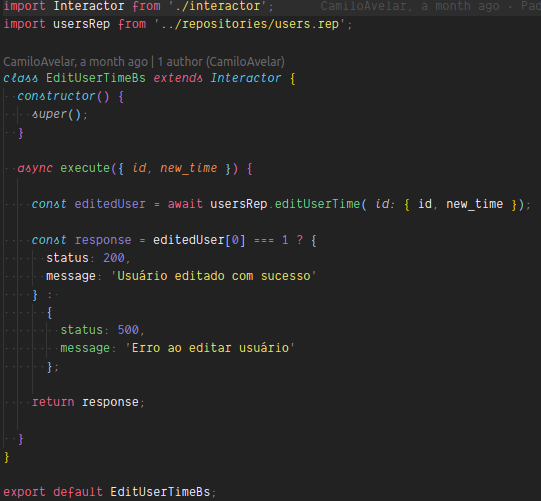 import Interactor from './interactor'; CamiloAvelar, a month ago · Pad
import usersRep from '../repositories/users.rep';
CamiloAvelar, a month ago | 1 author (CamiloAvelar)
class EditUserTimeBs extends Interactor {
constructor() {
super();
}
async execute({ id, new_time }) {
const editedUser = await usersRep.editUserTime( id: { id, new_time });
const response = editedUser[0] === 1 ? {
status: 200,
message: 'Usuário editado com sucesso'
} :
{
status: 500,
message: 'Erro ao editar usuário'
};
return response;
}
}
export default EditUserTimeBs;